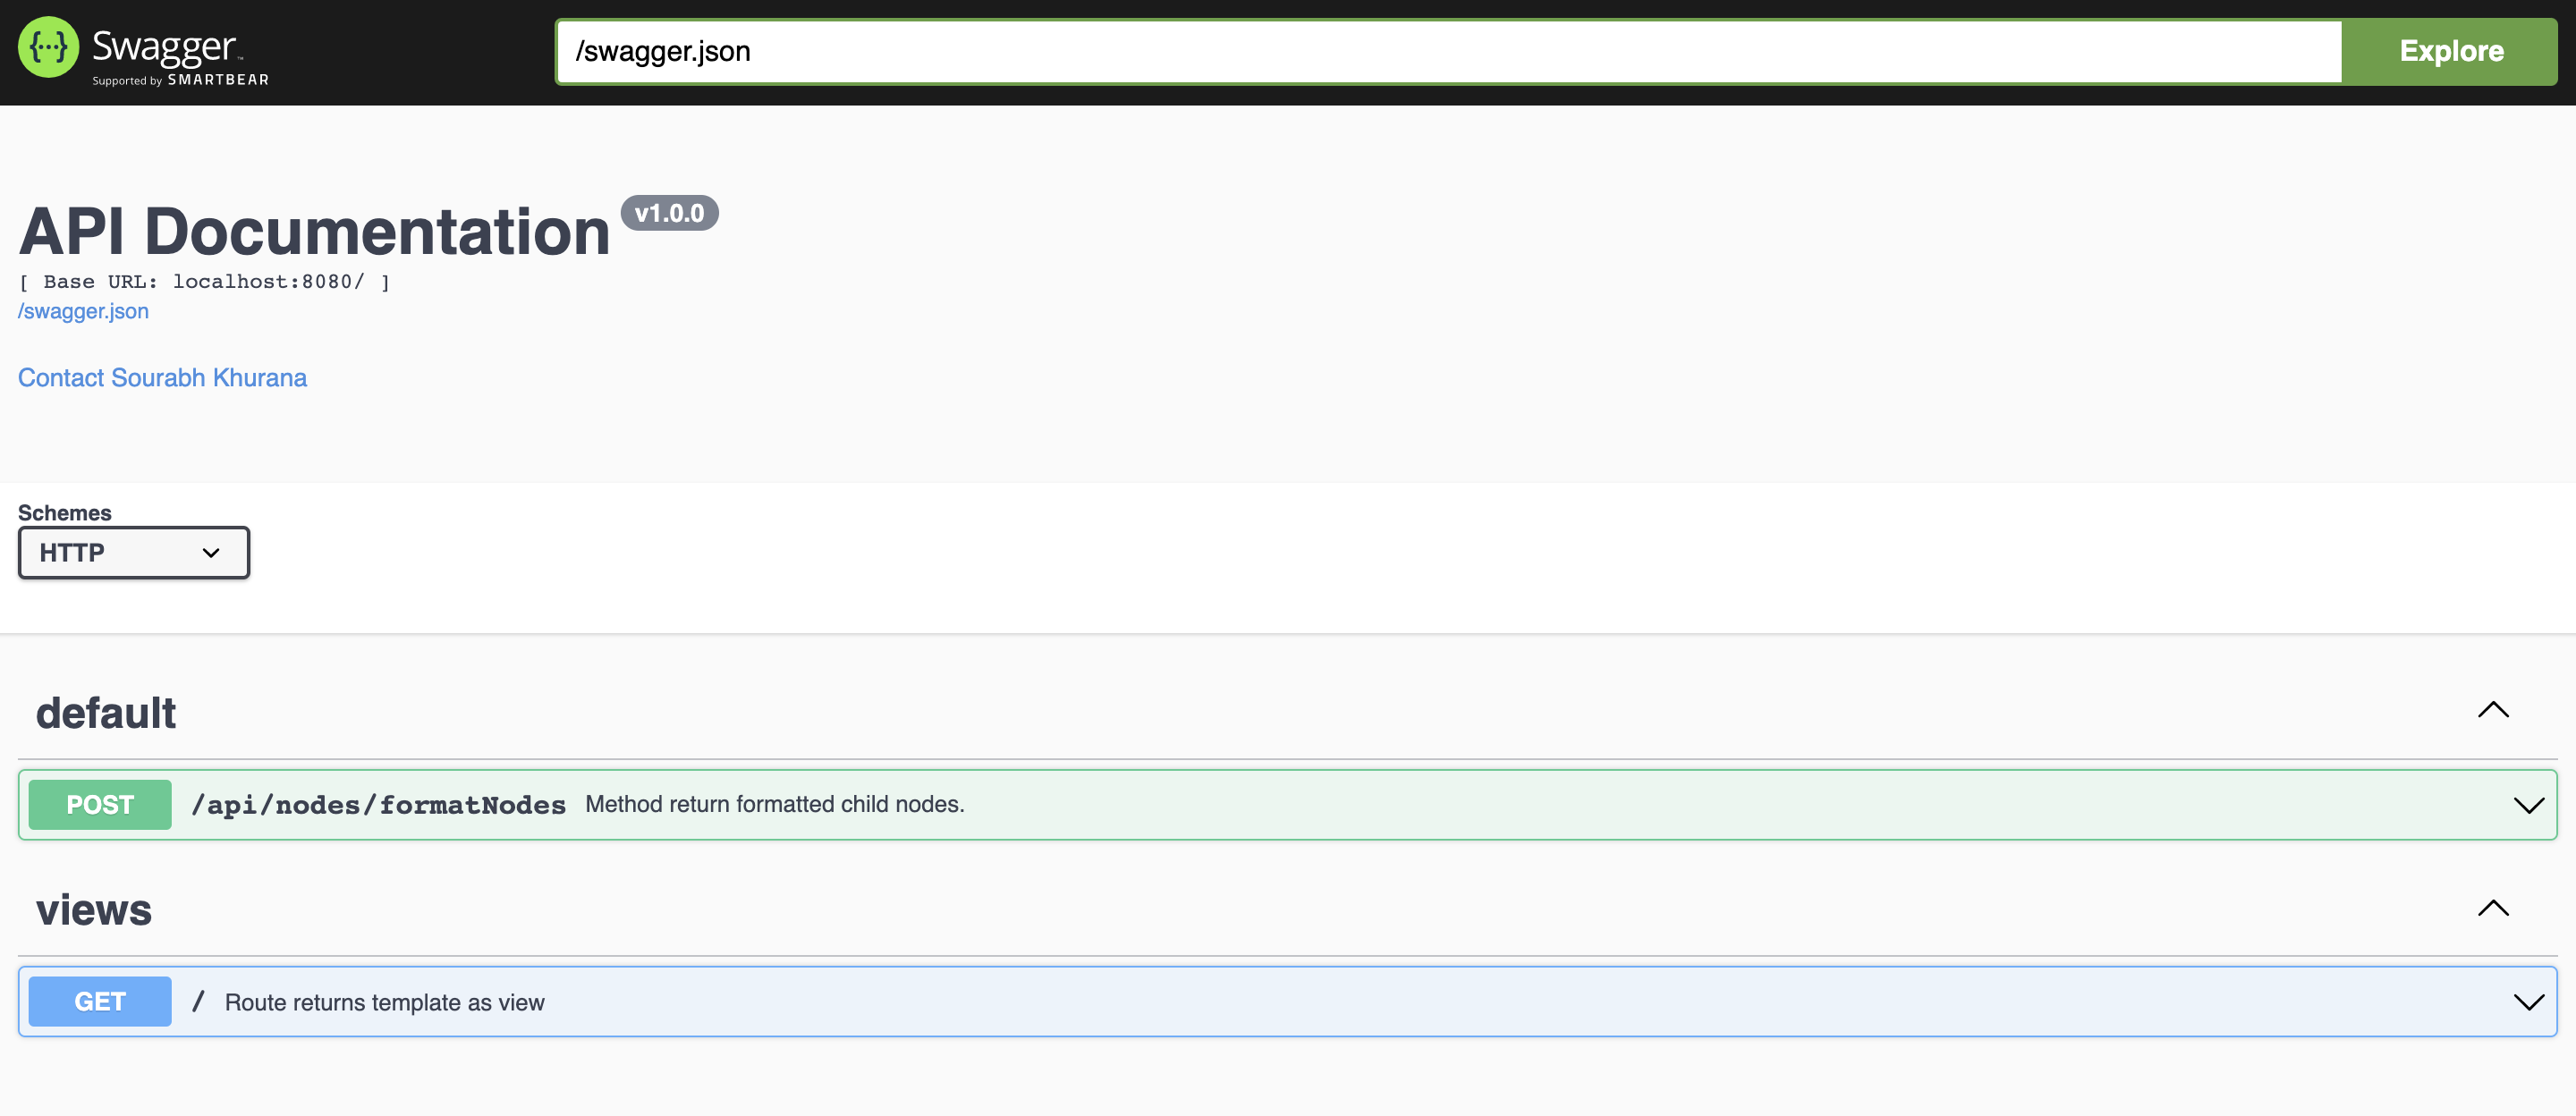 Swagger™
Supported by SMARTBEAR
/swagger.json
Explore
API Documentation v1.0.0
[ Base URL: localhost:8080/ ]
/swagger.json
Contact Sourabh Khurana
Schemes
HTTP
default
POST /api/nodes/formatNodes Method return formatted child nodes.
views
GET / Route returns template as view